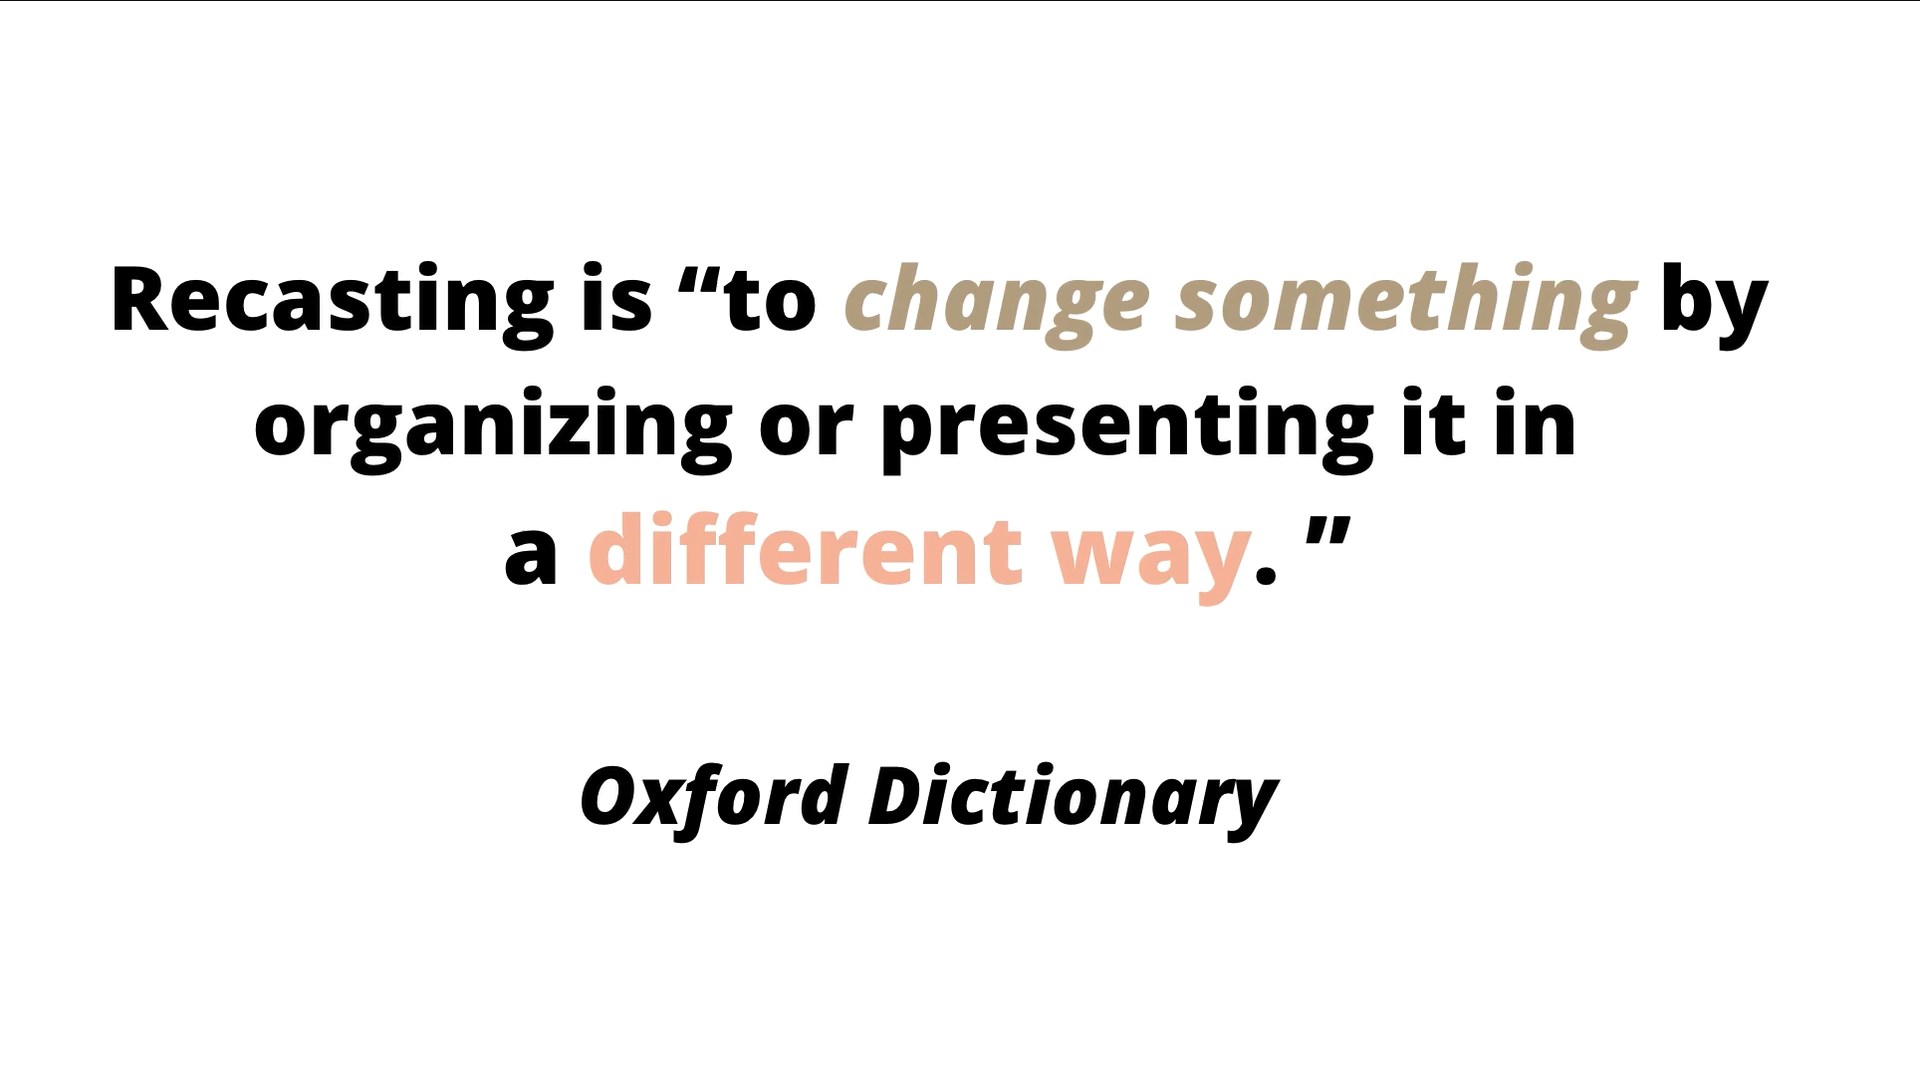 Recasting is “to change something by
organizing or presenting it in
a different way. ”
Oxford Dictionary